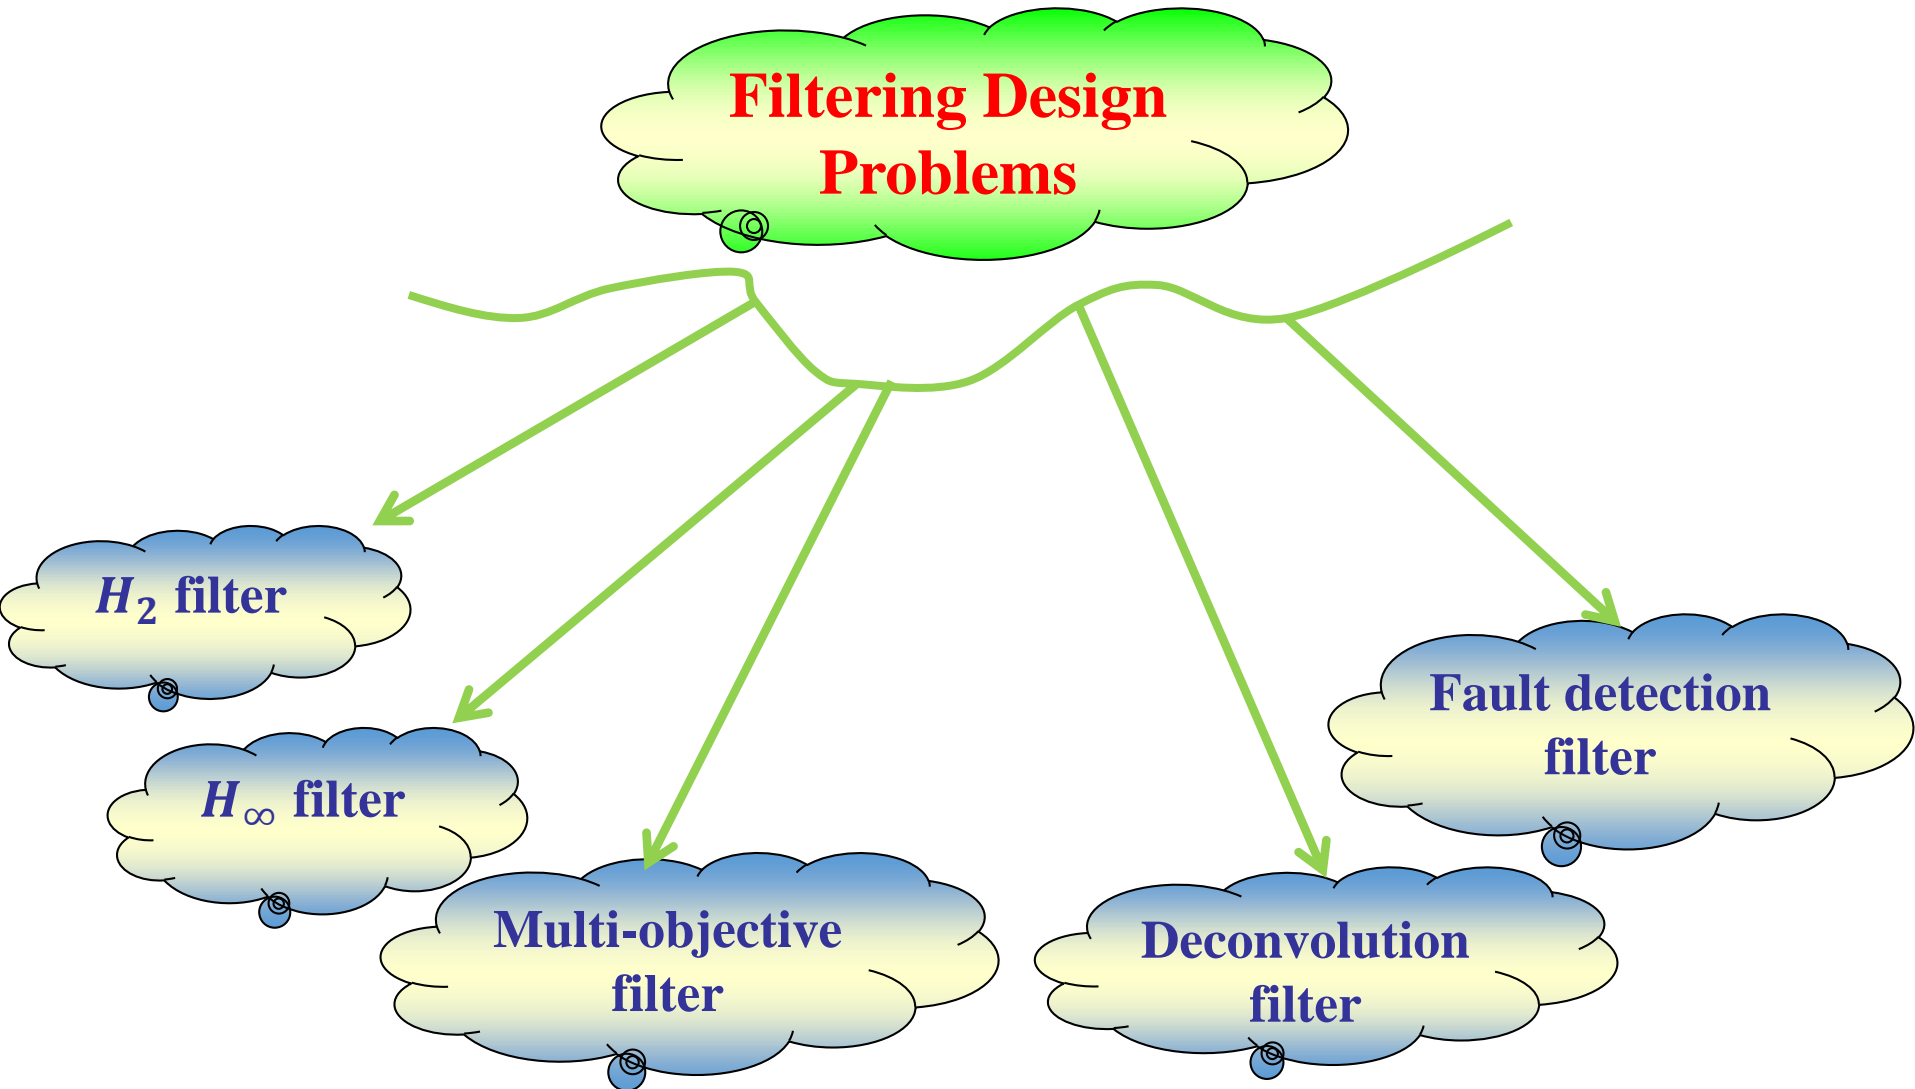 Filtering Design
Problems
H₂ filter
H∞ filter
Multi-objective
filter
Deconvolution
filter
Fault detection
filter